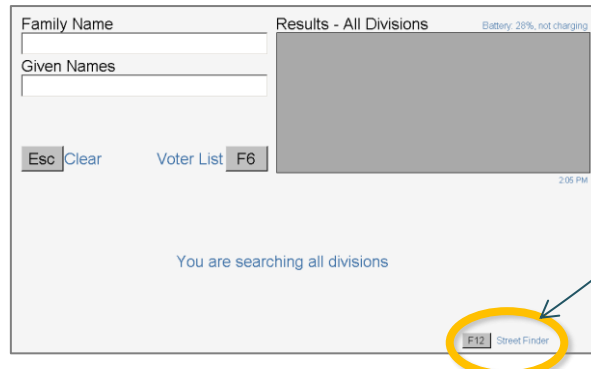 Family Name
Results - All Divisions
Battery: 28%, not charging
Given Names
Esc Clear
Voter List F6
2:05 PM
You are searching all divisions
F12 Street Finder